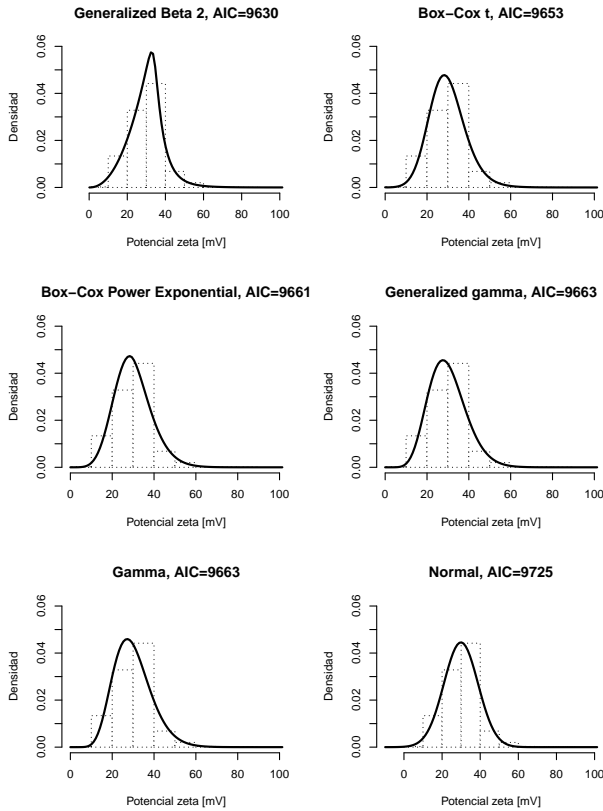 Generalized Beta 2, AIC=9630
Densidad
0.00 0.02 0.04 0.06
0 20 40 60 80 100
Potencial zeta [mV]
Box−Cox t, AIC=9653
Densidad
0.00 0.02 0.04 0.06
0 20 40 60 80 100
Potencial zeta [mV]
Box−Cox Power Exponential, AIC=9661
Densidad
0.00 0.02 0.04 0.06
0 20 40 60 80 100
Potencial zeta [mV]
Generalized gamma, AIC=9663
Densidad
0.00 0.02 0.04 0.06
0 20 40 60 80 100
Potencial zeta [mV]
Gamma, AIC=9663
Densidad
0.00 0.02 0.04 0.06
0 20 40 60 80 100
Potencial zeta [mV]
Normal, AIC=9725
Densidad
0.00 0.02 0.04 0.06
0 20 40 60 80 100
Potencial zeta [mV]